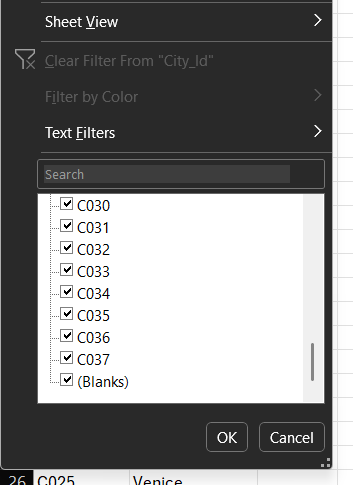 Sheet View
Clear Filter From "City_Id"
Filter by Color
Text Filters
Search
C030
C031
C032
C033
C034
C035
C036
C037
(Blanks)
OK Cancel
26 C025 Venice